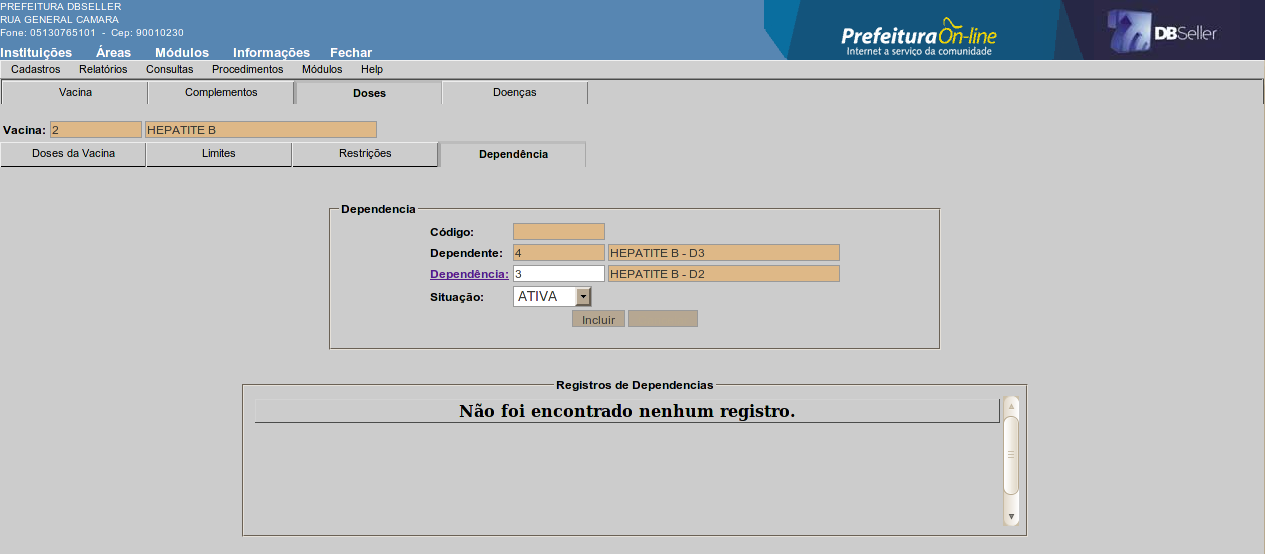 PREFEITURA DBSELLER
RUA GENERAL CAMARA
Fone: 05130765101 - Cep: 90010230
Prefeitura On-line
Internet a serviço da comunidade
DBSeller
Instituições Áreas Módulos Informações Fechar
Cadastros Relatórios Consultas Procedimentos Módulos Help
Vacina Complementos Doses Doenças
Vacina: 2 HEPATITE B
Doses da Vacina Limites Restrições Dependência
Dependencia
Código:
Dependente: 4 HEPATITE B - D3
Dependência: 3 HEPATITE B - D2
Situação: ATIVA
Incluir
Registros de Dependencias
Não foi encontrado nenhum registro.